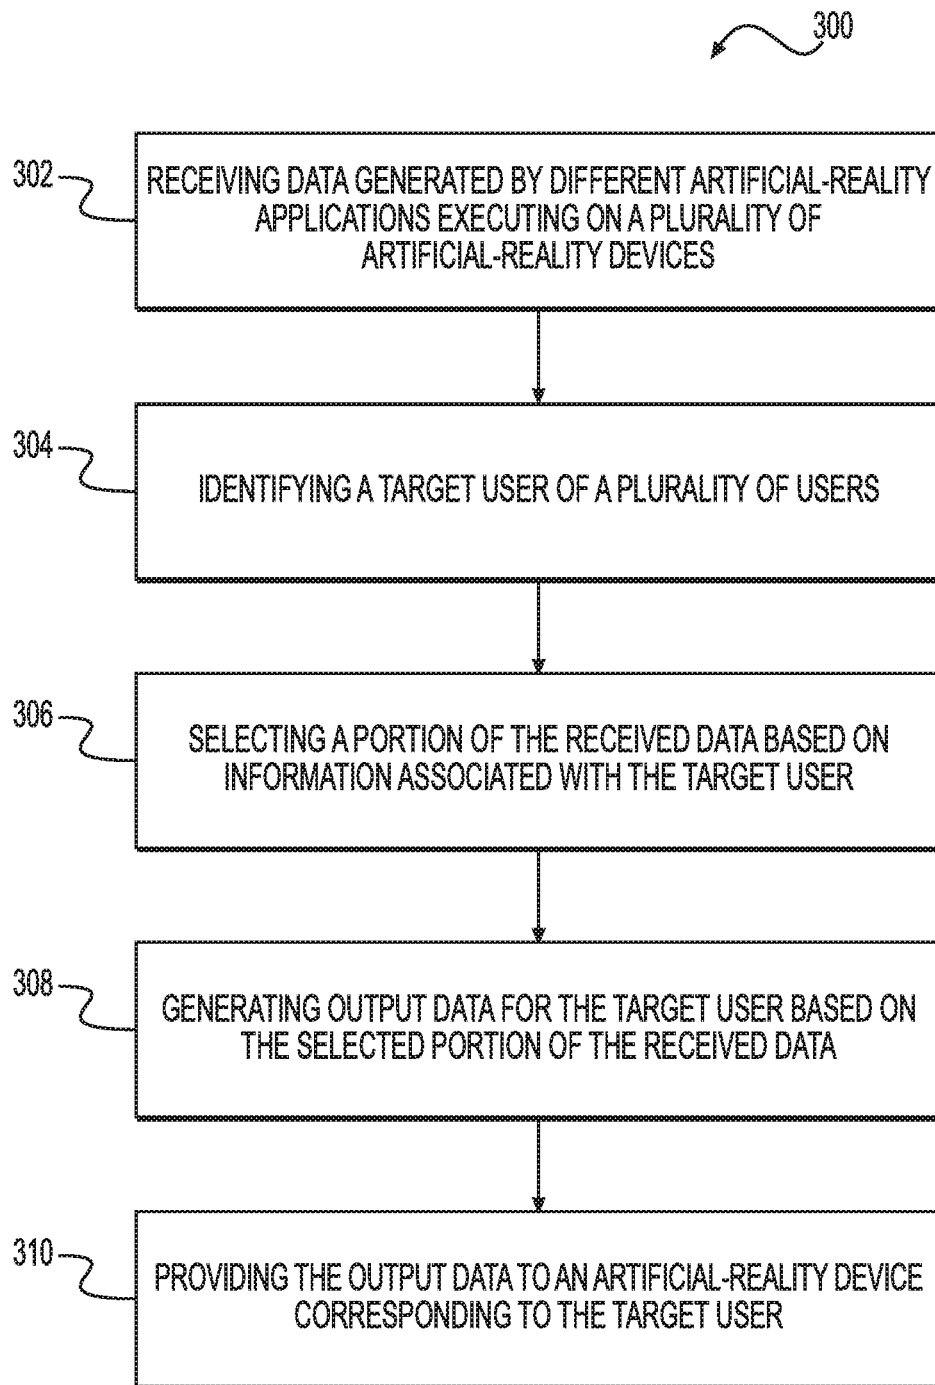 300
302
RECEIVING DATA GENERATED BY DIFFERENT ARTIFICIAL-REALITY
APPLICATIONS EXECUTING ON A PLURALITY OF
ARTIFICIAL-REALITY DEVICES
304
IDENTIFYING A TARGET USER OF A PLURALITY OF USERS
306
SELECTING A PORTION OF THE RECEIVED DATA BASED ON
INFORMATION ASSOCIATED WITH THE TARGET USER
308
GENERATING OUTPUT DATA FOR THE TARGET USER BASED ON
THE SELECTED PORTION OF THE RECEIVED DATA
310
PROVIDING THE OUTPUT DATA TO AN ARTIFICIAL-REALITY DEVICE
CORRESPONDING TO THE TARGET USER